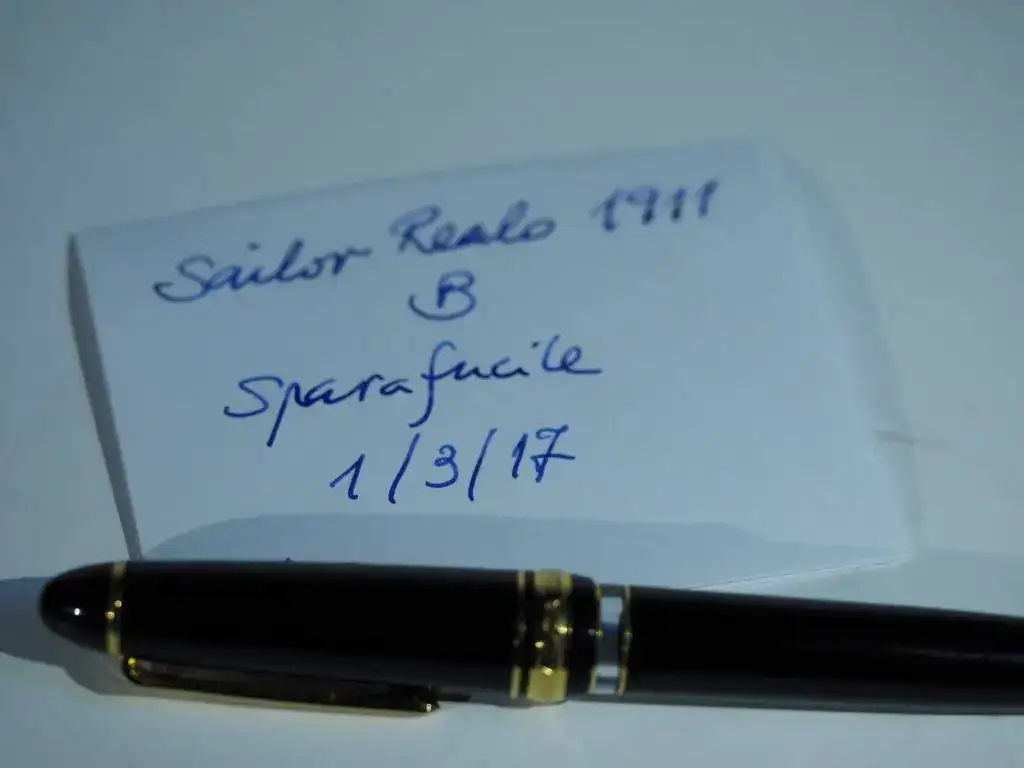 Sailor Realo 1911
B
Sparafucile
1/3/17